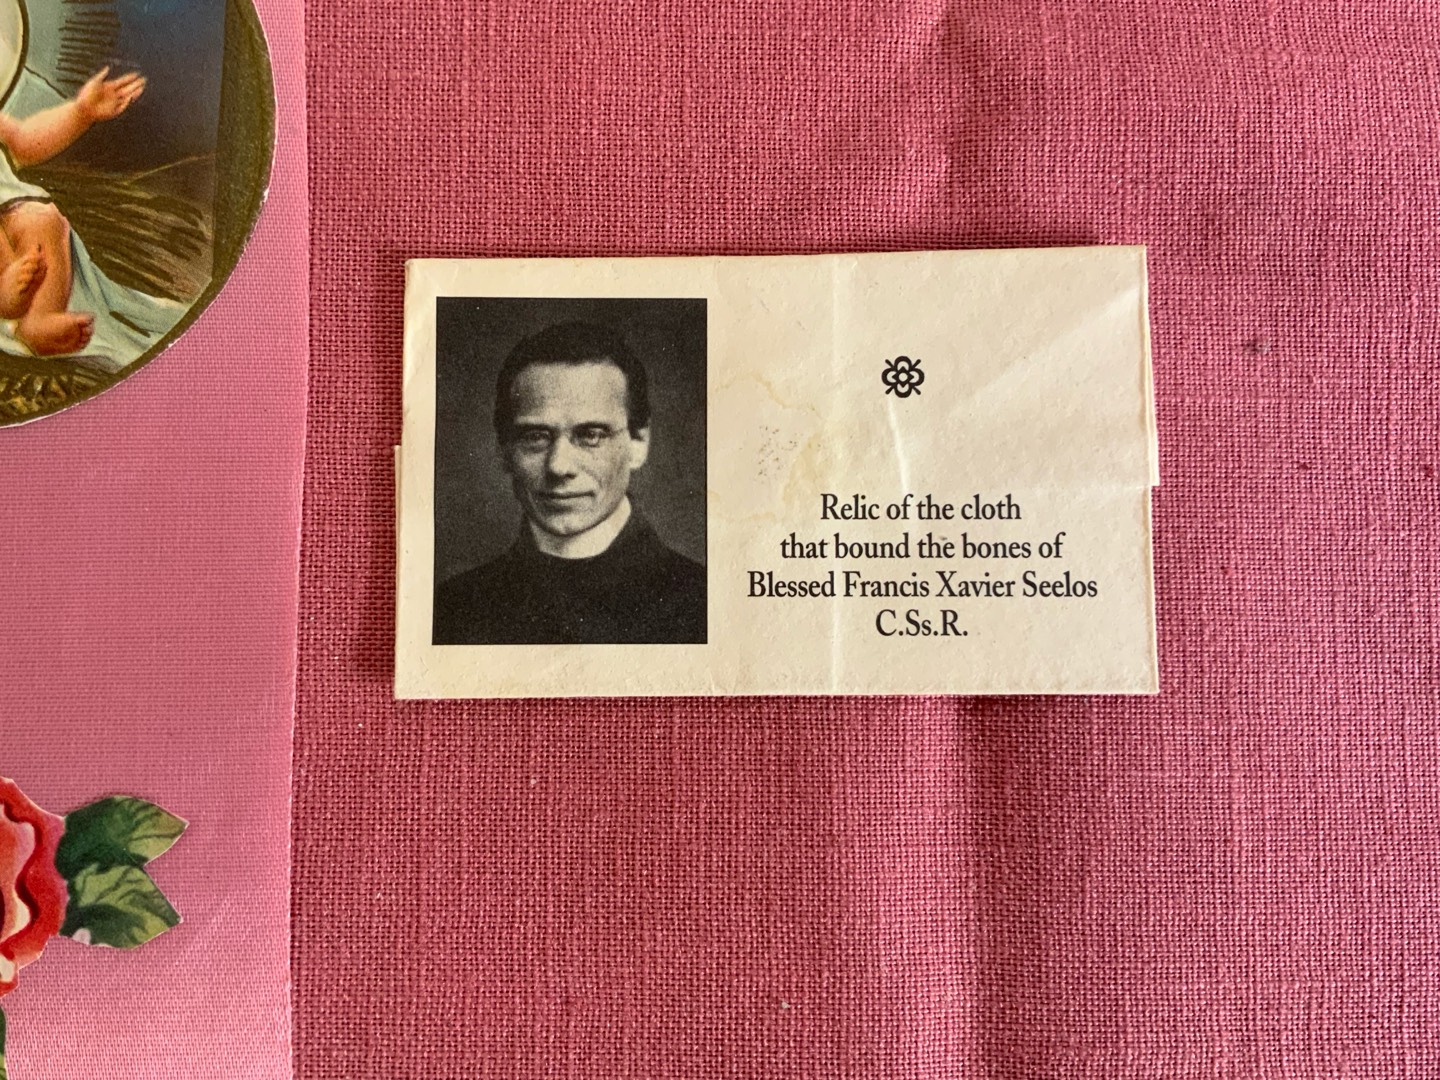 Relic of the cloth
that bound the bones of
Blessed Francis Xavier Seelos
C.Ss.R.